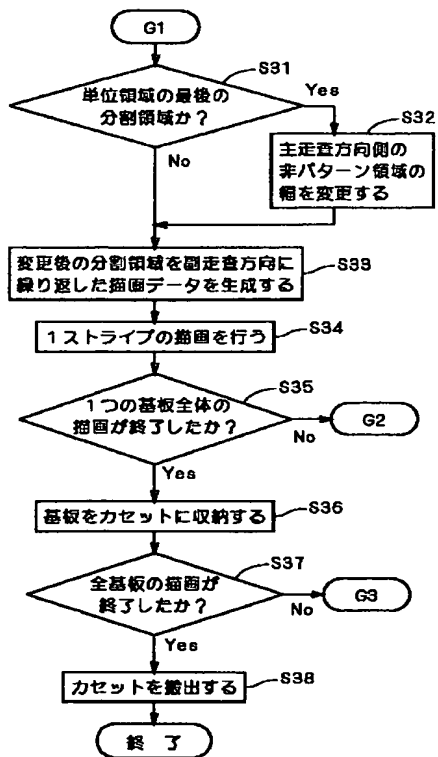 G1
S31
単位領域の最後の
分割領域か？
Yes
No
S32
主走査方向側の
非パターン領域の
幅を変更する
変更後の分割領域を副走査方向に
繰り返した描画データを生成する
S33
1ストライプの描画を行う
S34
S35
1つの基板全体の
描画が終了したか？
No
G2
Yes
基板をカセットに収納する
S36
S37
全基板の描画が
終了したか？
No
G3
Yes
カセットを搬出する
S38
終 了